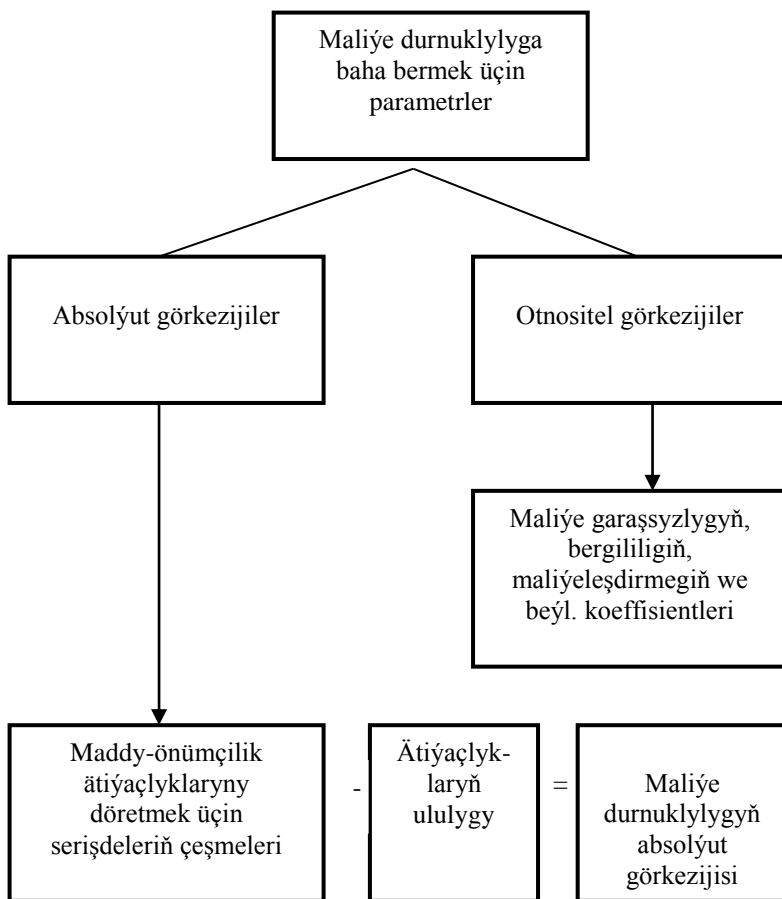 Maliýe durnuklylyga
baha bermek üçin
parametrler
Absolýut görkezijiler
Otnositel görkezijiler
Maliýe garaşsyzlygyň,
bergililigiň,
maliýeleşdirmegiň we
beýl. koeffisientleri
Maddy-önümçilik
ätiýaçlyklaryny
döretmek üçin
serişdeleriň çeşmeleri
-
Ätiýaçlyk-
laryň
ululygy
=
Maliýe
durnuklylygyň
absolýut
görkezijisi